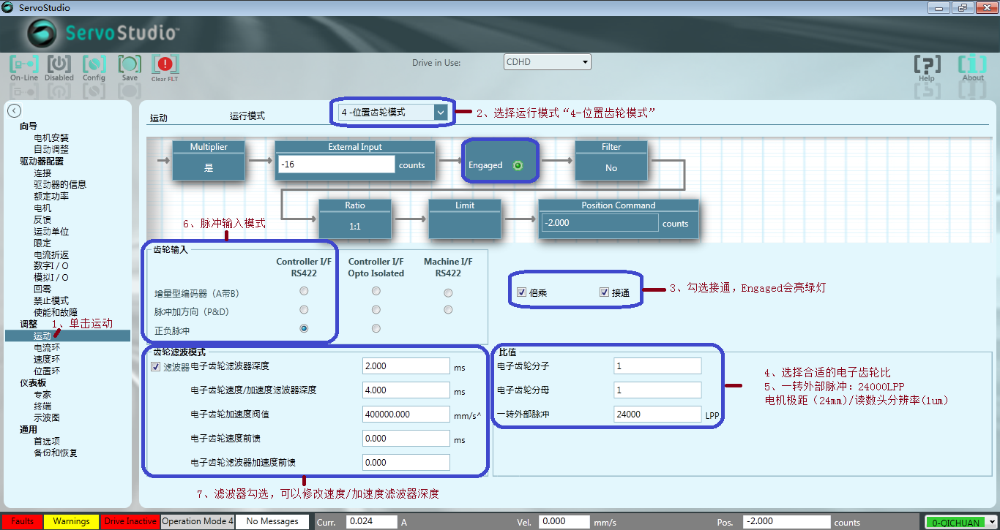 ServoStudio
ServoStudio™
On-Line
Disabled
Config
Save
Clear FLT
Drive in Use:
CDHD
Help
About
向导
电机安装
自动调整
驱动器配置
连接
驱动器的信息
额定功率
电机
反馈
运动单位
限定
电流折返
数字I / O
模拟I / O
回零
禁止模式
使能和故障
调整
1、单击运动
运动
电流环
速度环
位置环
仪表板
专家
终端
示波图
通用
首选项
备份和恢复
运动
运行模式
4 -位置齿轮模式
2、选择运行模式“4-位置齿轮模式”
Multiplier
是
External Input
-16
counts
Engaged
Filter
No
Ratio
1:1
Limit
Position Command
-2.000
counts
6、脉冲输入模式
齿轮输入
Controller I/F
RS422
Controller I/F
Opto Isolated
Machine I/F
RS422
增量型编码器（A带B）
脉冲加方向（P&D）
正负脉冲
倍乘
接通
3、勾选接通，Engaged会亮绿灯
齿轮滤波模式
滤波器
电子齿轮滤波器深度
2.000
ms
电子齿轮速度/加速度滤波器深度
4.000
ms
电子齿轮加速度阀值
400000.000
mm/s^
电子齿轮速度前馈
0.000
ms
电子齿轮滤波器加速度前馈
0.000
7、滤波器勾选，可以修改速度/加速度滤波器深度
比值
电子齿轮分子
1
电子齿轮分母
1
一转外部脉冲
24000
LPP
4、选择合适的电子齿轮比
5、一转外部脉冲：24000LPP
电机极距（24mm)/读数头分辨率(1um）
Faults
Warnings
Drive Inactive
Operation Mode 4
No Messages
Curr.
0.024
A
Vel.
0.000
mm/s
Pos.
-2.000
counts
0-QICHUAN